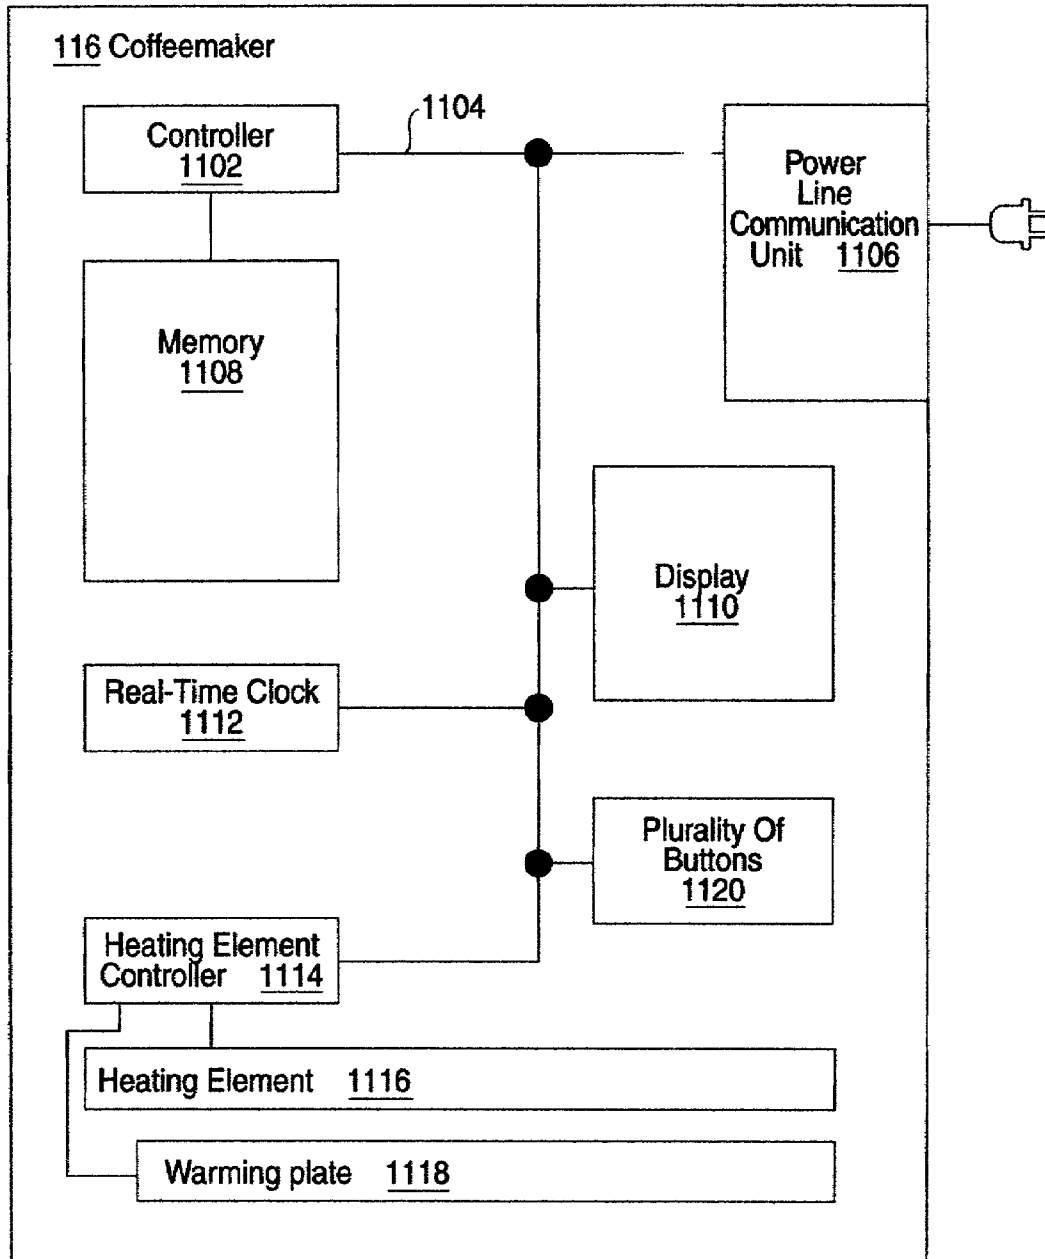 116 Coffeemaker
Controller
1102
1104
Power
Line
Communication
Unit 1106
Memory
1108
Display
1110
Real-Time Clock
1112
Plurality Of
Buttons
1120
Heating Element
Controller 1114
Heating Element 1116
Warming plate 1118